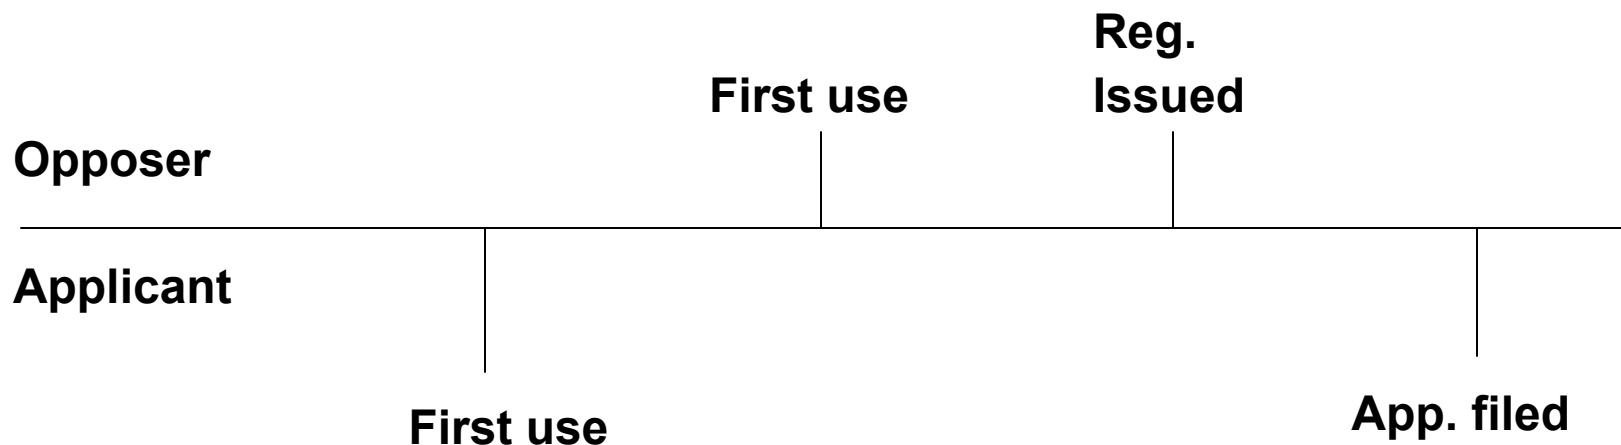 Reg.
First use
Issued
Opposer
Applicant
First use
App. filed